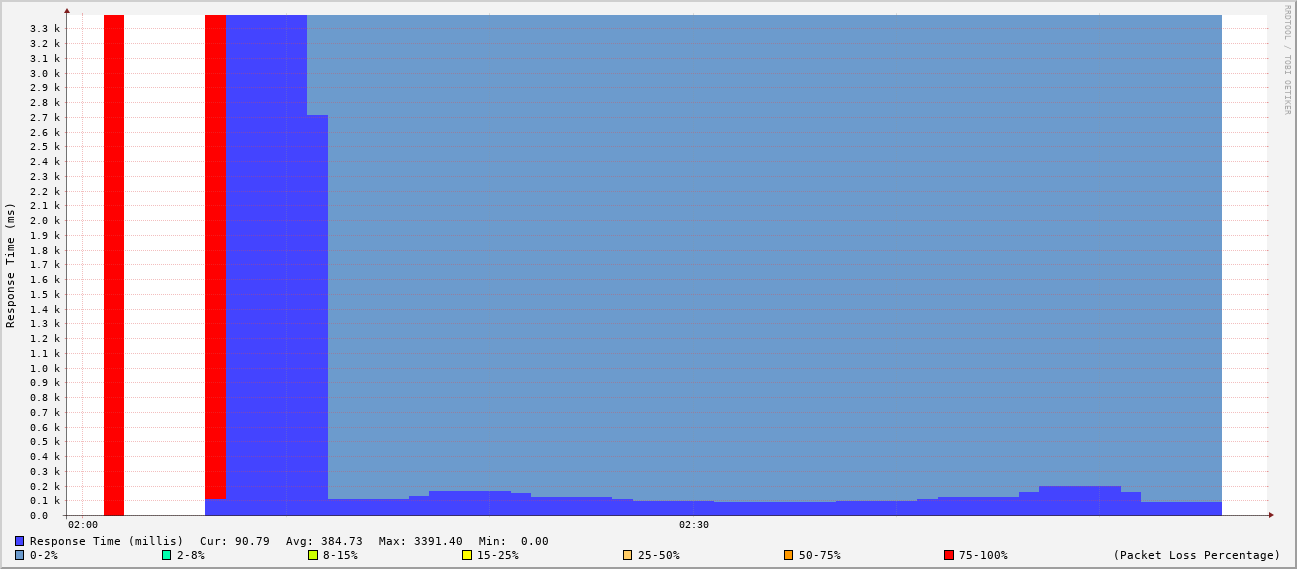 RRDTOOL / TOBI OETIKER
Response Time (ms)
3.3 k
3.2 k
3.1 k
3.0 k
2.9 k
2.8 k
2.7 k
2.6 k
2.5 k
2.4 k
2.3 k
2.2 k
2.1 k
2.0 k
1.9 k
1.8 k
1.7 k
1.6 k
1.5 k
1.4 k
1.3 k
1.2 k
1.1 k
1.0 k
0.9 k
0.8 k
0.7 k
0.6 k
0.5 k
0.4 k
0.3 k
0.2 k
0.1 k
0.0
02:00 02:30
Response Time (millis) Cur: 90.79 Avg: 384.73 Max: 3391.40 Min: 0.00
0-2% 2-8% 8-15% 15-25% 25-50% 50-75% 75-100% (Packet Loss Percentage)